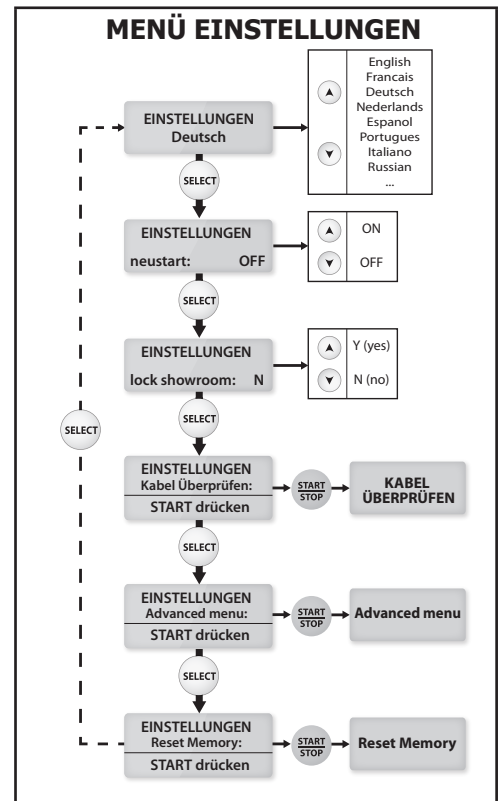 MENÜ EINSTELLUNGEN
EINSTELLUNGEN
Deutsch
English
Francais
Deutsch
Nederlands
Espanol
Portugues
Italiano
Russian
...
SELECT
EINSTELLUNGEN
neustart: OFF
ON
OFF
SELECT
EINSTELLUNGEN
lock showroom: N
Y (yes)
N (no)
SELECT
SELECT
EINSTELLUNGEN
Kabel Überprüfen:
START drücken
START
STOP
KABEL
ÜBERPRÜFEN
SELECT
EINSTELLUNGEN
Advanced menu:
START drücken
START
STOP
Advanced menu
SELECT
EINSTELLUNGEN
Reset Memory:
START drücken
START
STOP
Reset Memory